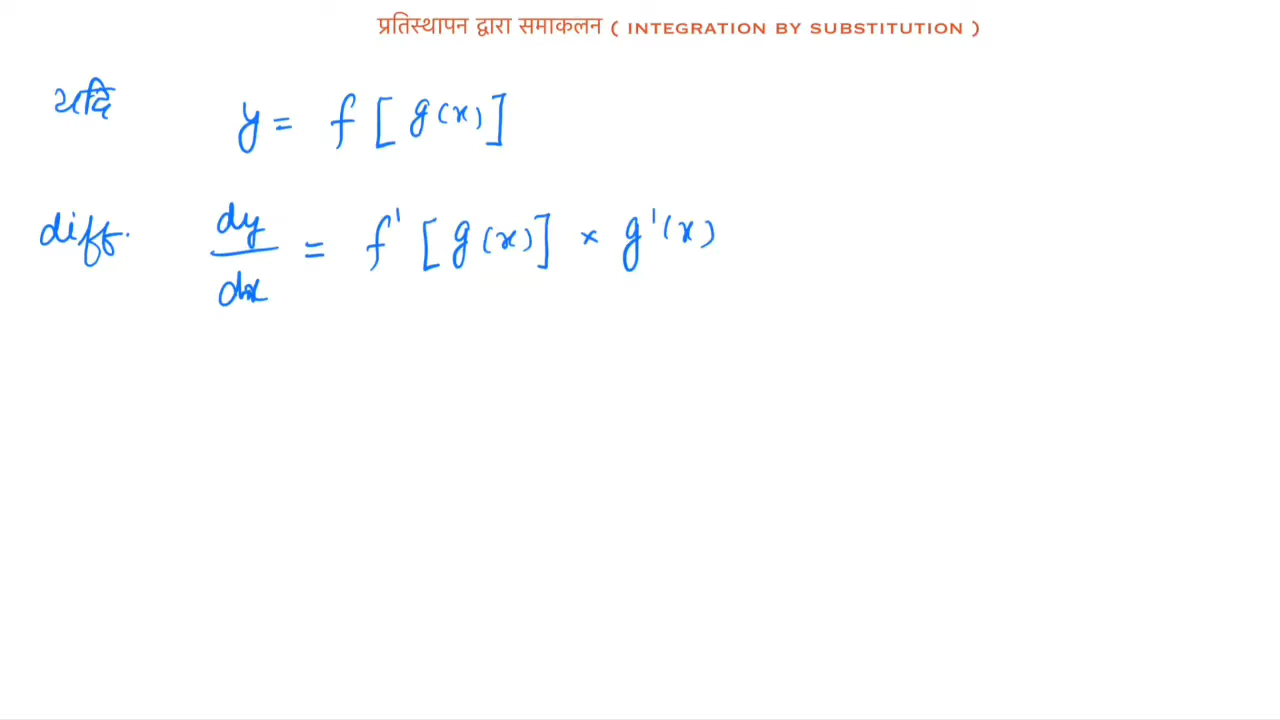 प्रतिस्थापन द्वारा समाकलन ( INTEGRATION BY SUBSTITUTION )
यदि y = f [ g(x) ]
diff. dy/dx = f' [ g(x) ] × g'(x)